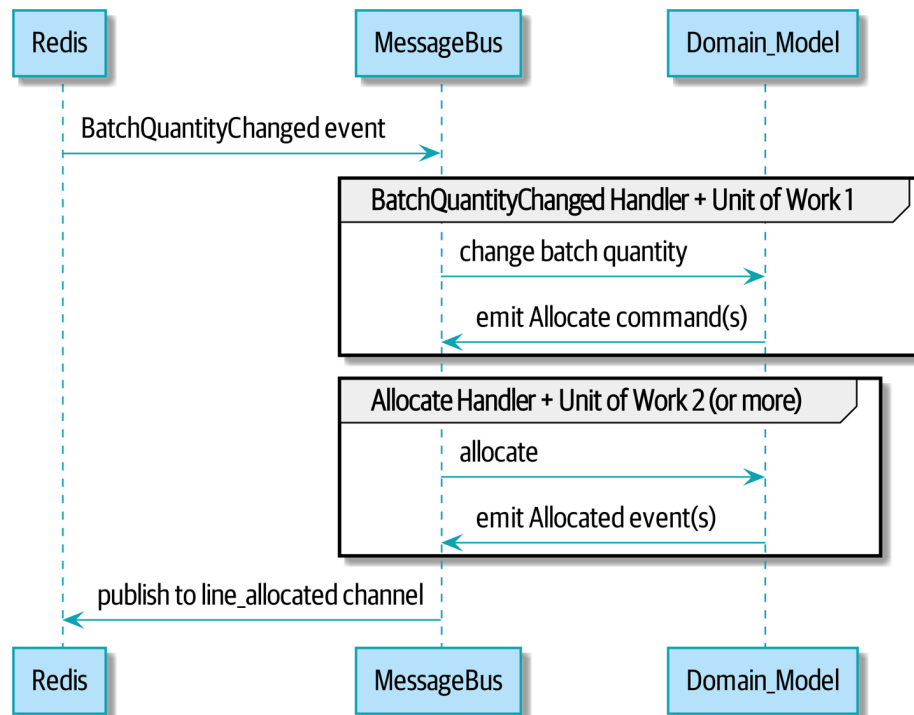 Redis
MessageBus
Domain_Model
BatchQuantityChanged event
BatchQuantityChanged Handler + Unit of Work 1
change batch quantity
emit Allocate command(s)
Allocate Handler + Unit of Work 2 (or more)
allocate
emit Allocated event(s)
publish to line_allocated channel
Redis
MessageBus
Domain_Model